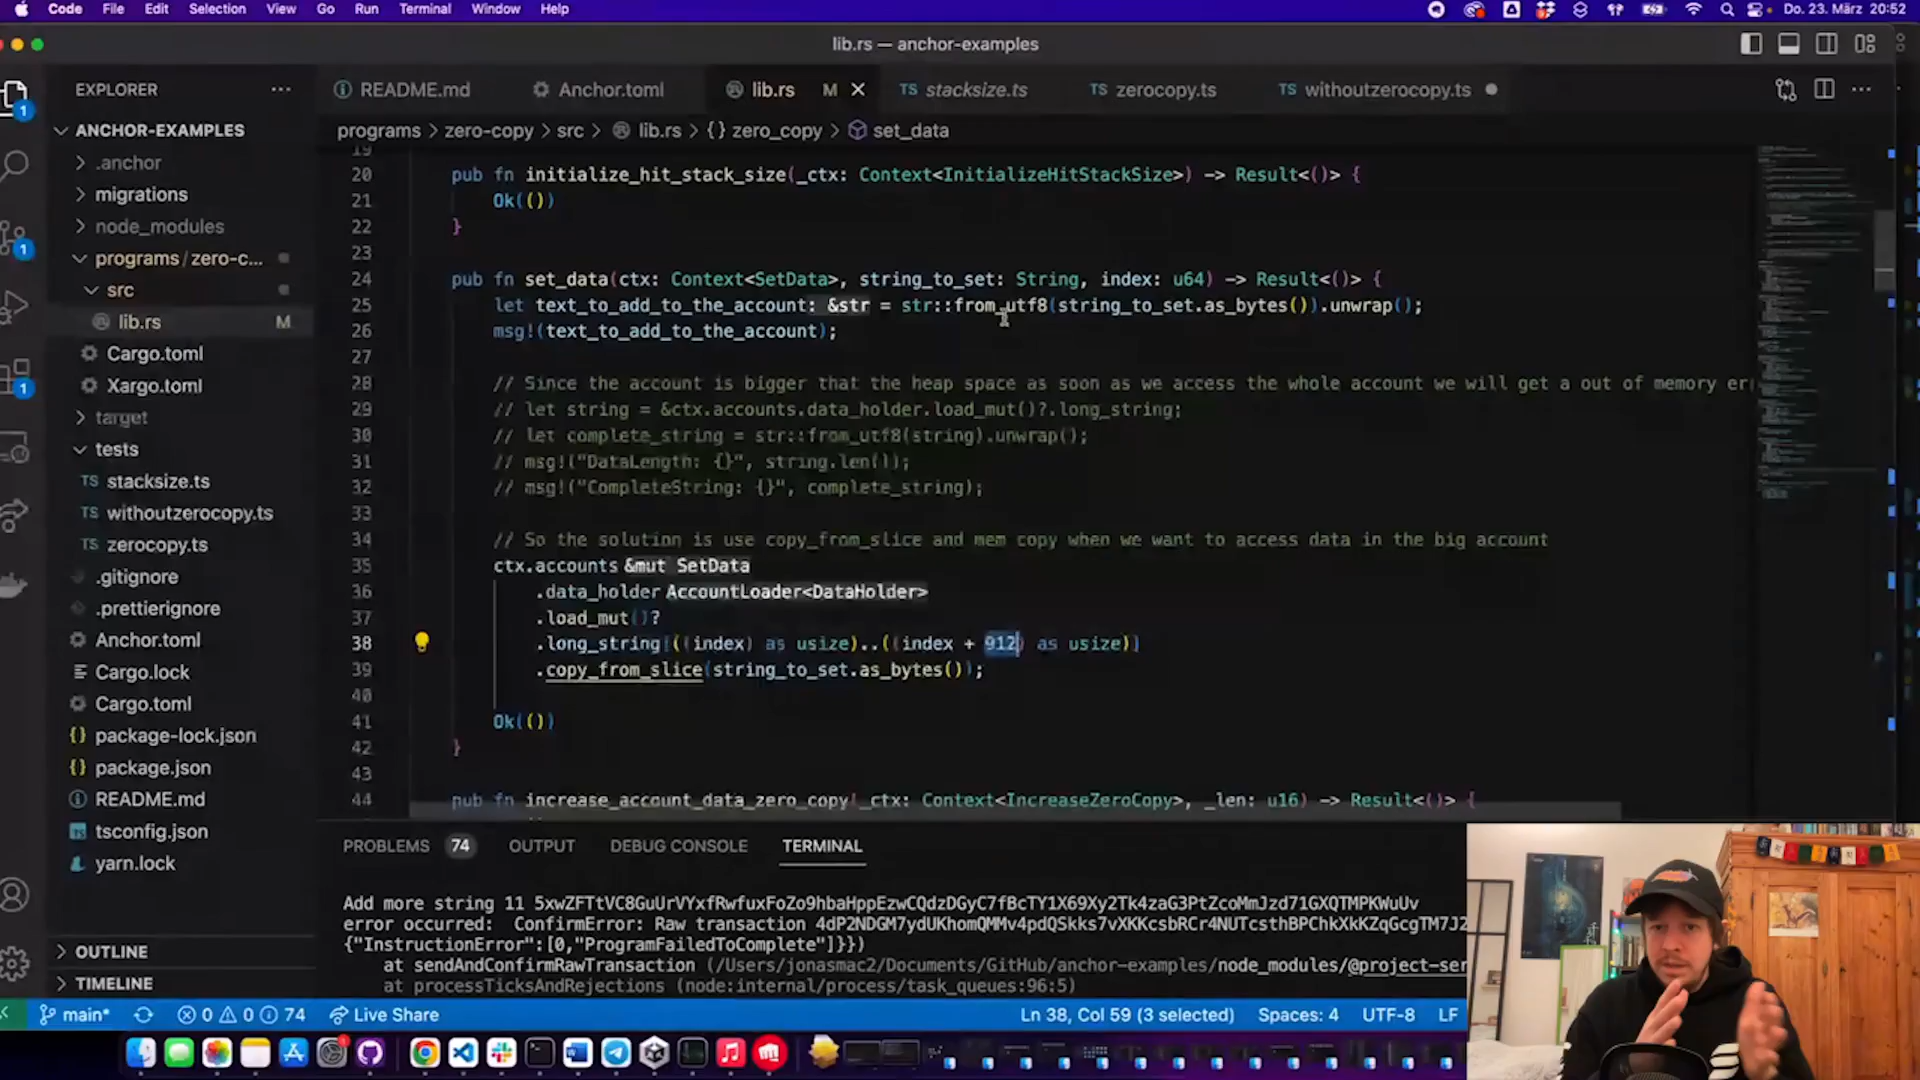 Code File Edit Selection View Go Run Terminal Window Help Do. 23. März 20:52
lib.rs — anchor-examples
EXPLORER
README.md Anchor.toml lib.rs M TS stacksize.ts TS zerocopy.ts TS withoutzerocopy.ts
programs > zero-copy > src > lib.rs > {} zero_copy > set_data
ANCHOR-EXAMPLES
.anchor
migrations
node_modules
programs / zero-c...
src
lib.rs M
Cargo.toml
Xargo.toml
target
tests
TS stacksize.ts
TS withoutzerocopy.ts
TS zerocopy.ts
.gitignore
.prettierignore
Anchor.toml
Cargo.lock
Cargo.toml
{} package-lock.json
{} package.json
README.md
tsconfig.json
yarn.lock
OUTLINE
TIMELINE
1
1
1
19
20 pub fn initialize_hit_stack_size(_ctx: Context<InitializeHitStackSize>) -> Result<()> {
21 Ok(())
22 }
23
24 pub fn set_data(ctx: Context<SetData>, string_to_set: String, index: u64) -> Result<()> {
25 let text_to_add_to_the_account: &str = str::from_utf8(string_to_set.as_bytes()).unwrap();
26 msg!(text_to_add_to_the_account);
27
28 // Since the account is bigger that the heap space as soon as we access the whole account we will get a out of memory er
29 // let string = &ctx.accounts.data_holder.load_mut()?.long_string;
30 // let complete_string = str::from_utf8(string).unwrap();
31 // msg!("DataLength: {}", string.len());
32 // msg!("CompleteString: {}", complete_string);
33
34 // So the solution is use copy_from_slice and mem copy when we want to access data in the big account
35 ctx.accounts &mut SetData
36 .data_holder AccountLoader<DataHolder>
37 .load_mut()?
38 .long_string[((index) as usize)..((index + 912) as usize)]
39 .copy_from_slice(string_to_set.as_bytes());
40
41 Ok(())
42 }
43
44 pub fn increase_account_data_zero_copy(_ctx: Context<IncreaseZeroCopy>, _len: u16) -> Result<()> {
PROBLEMS 74 OUTPUT DEBUG CONSOLE TERMINAL
Add more string 11 5xwZFTtVC8GuUrVYxfRwfuxFoZo9hbaHppEzwCQdzDGyC7fBcTY1X69Xy2Tk4zaG3PtZcoMmJzd71GXQTMPKWuUv
error occurred: ConfirmError: Raw transaction 4dP2NDGM7ydUKhomQMMv4pdQSkks7vXKKcsbRCr4NUTcsthBPChkXkKZqGcgTM7J2
{"InstructionError":[0,"ProgramFailedToComplete"]}})
at sendAndConfirmRawTransaction (/Users/jonasmac2/Documents/GitHub/anchor-examples/node_modules/@project-ser
at processTicksAndRejections (node:internal/process/task_queues:96:5)
main* 0 0 74 Live Share Ln 38, Col 59 (3 selected) Spaces: 4 UTF-8 LF